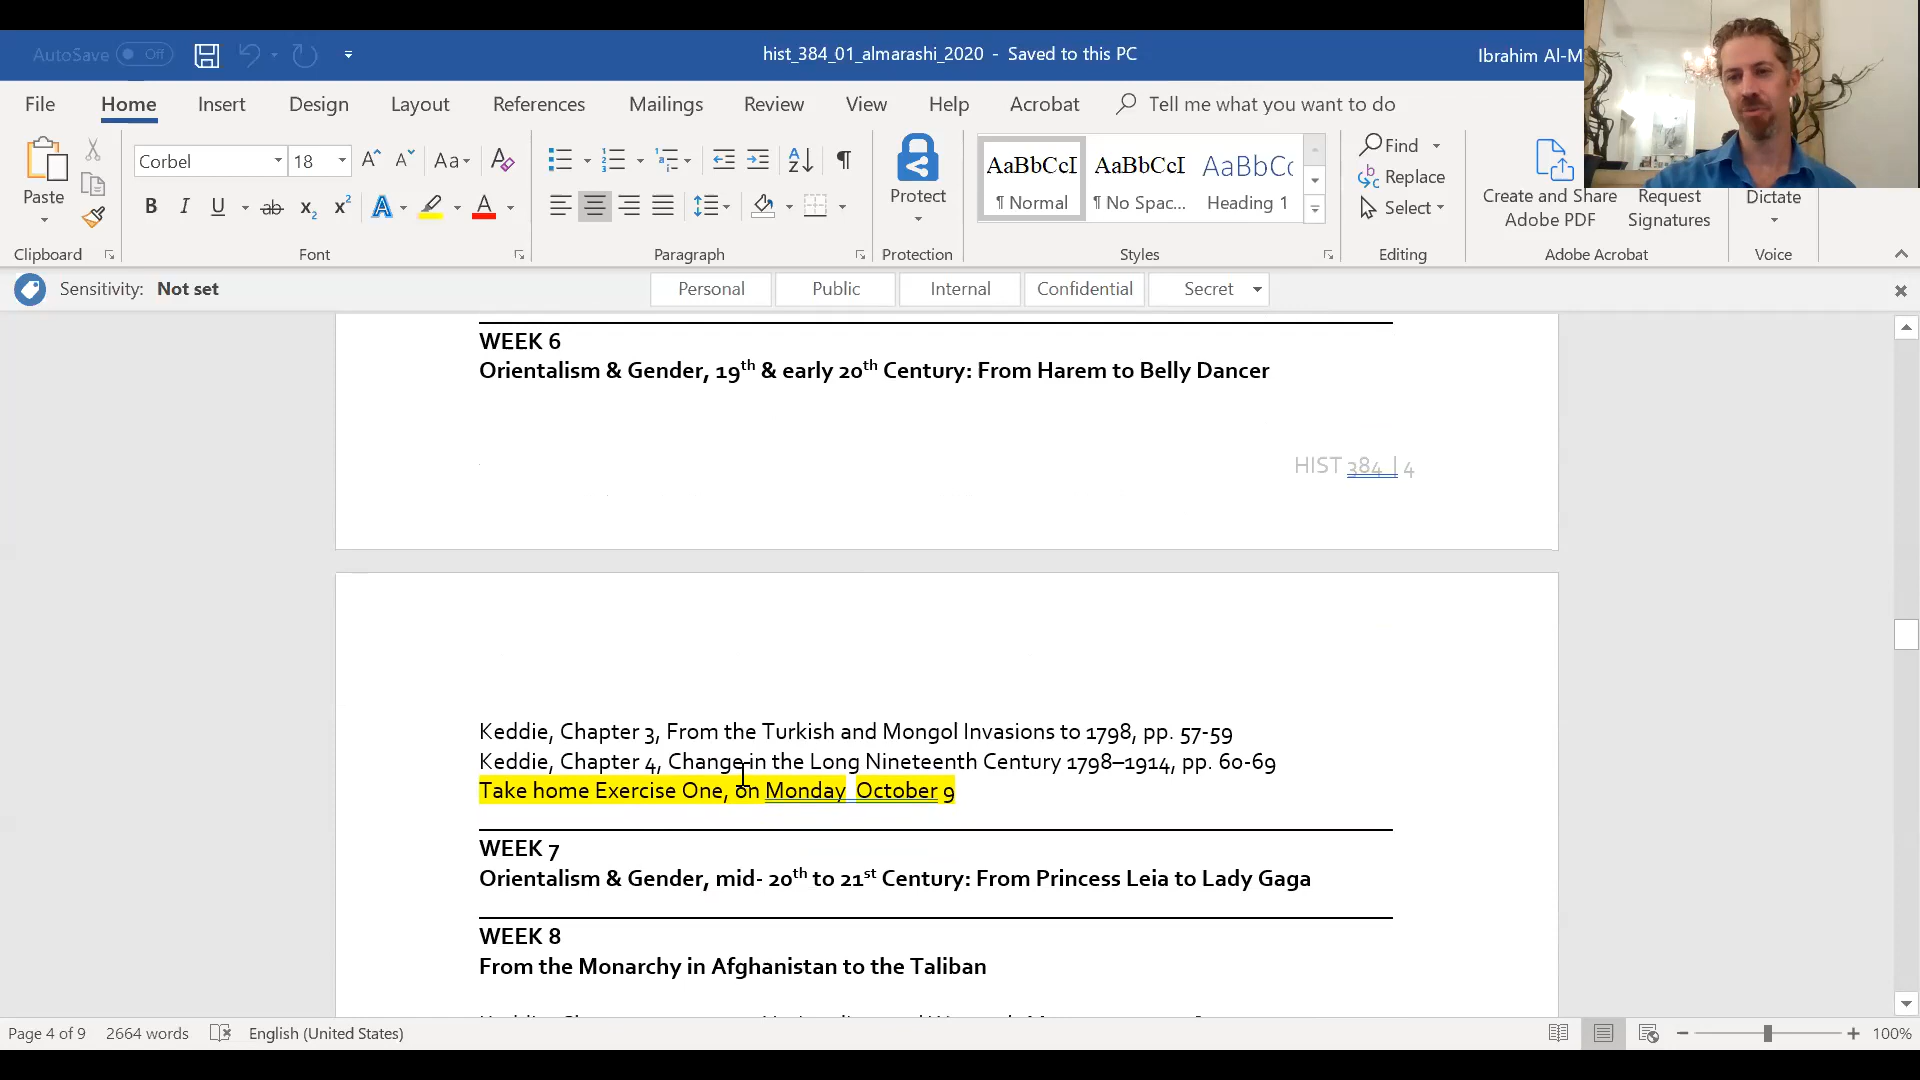 AutoSave Off
hist_384_01_almarashi_2020 - Saved to this PC
Ibrahim Al-M
File Home Insert Design Layout References Mailings Review View Help Acrobat Tell me what you want to do
Paste
Clipboard
Corbel 18
Font
Paragraph
Protect
Protection
AaBbCcI AaBbCcI AaBbCc
¶ Normal ¶ No Spac... Heading 1
Styles
Find
Replace
Select
Editing
Create and Share Adobe PDF
Request Signatures
Adobe Acrobat
Dictate
Voice
Sensitivity: Not set Personal Public Internal Confidential Secret
WEEK 6
Orientalism & Gender, 19th & early 20th Century: From Harem to Belly Dancer
HIST 384 | 4
Keddie, Chapter 3, From the Turkish and Mongol Invasions to 1798, pp. 57-59
Keddie, Chapter 4, Change in the Long Nineteenth Century 1798–1914, pp. 60-69
Take home Exercise One, on Monday October 9
WEEK 7
Orientalism & Gender, mid- 20th to 21st Century: From Princess Leia to Lady Gaga
WEEK 8
From the Monarchy in Afghanistan to the Taliban
Page 4 of 9 2664 words English (United States) 100%